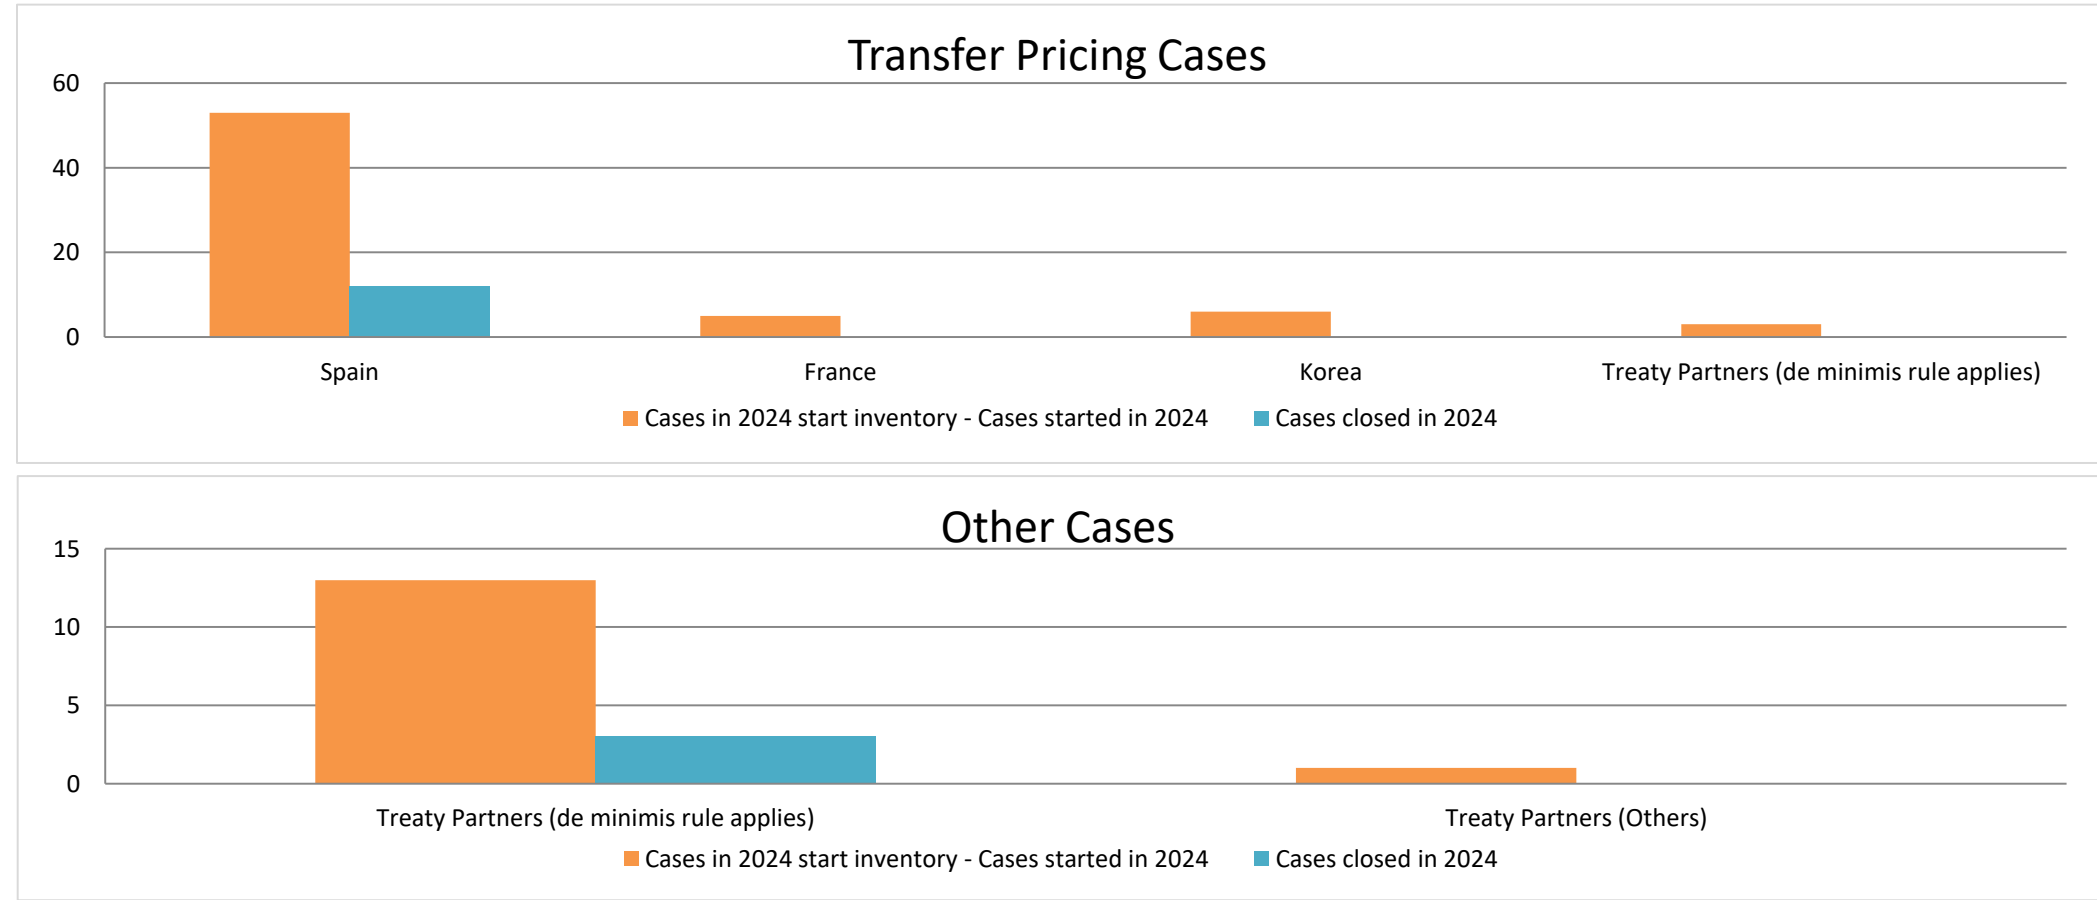 Transfer Pricing Cases
60
40
20
0
Spain France Korea Treaty Partners (de minimis rule applies)
Cases in 2024 start inventory - Cases started in 2024 Cases closed in 2024
Other Cases
15
10
5
0
Treaty Partners (de minimis rule applies) Treaty Partners (Others)
Cases in 2024 start inventory - Cases started in 2024 Cases closed in 2024